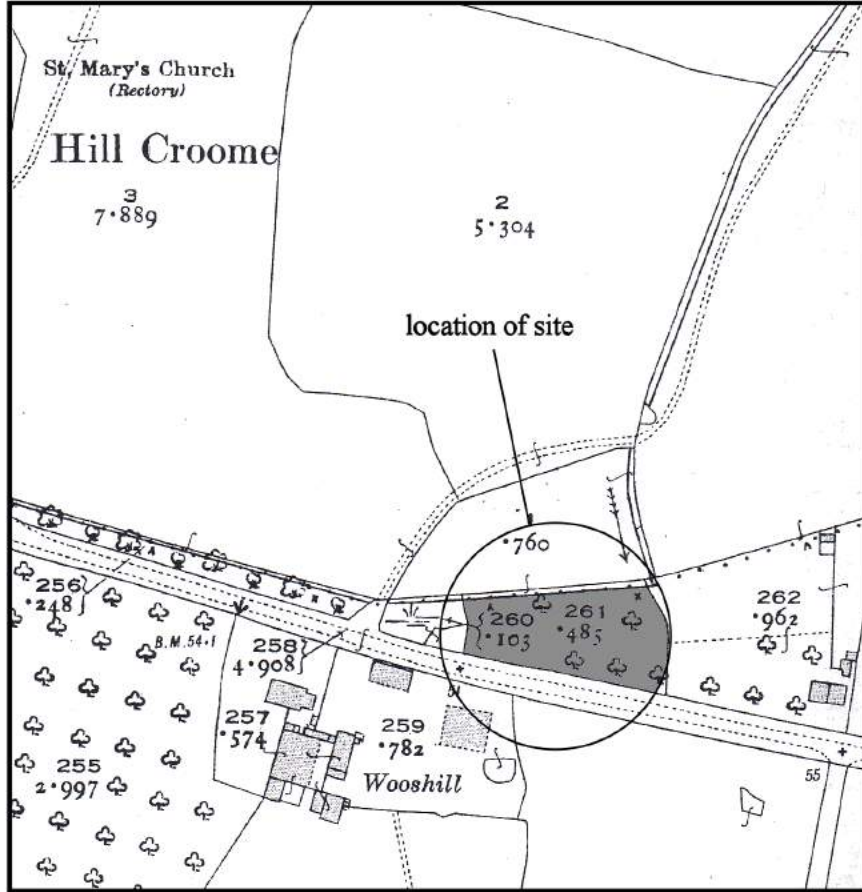 St. Mary's Church
(Rectory)
Hill Croome
3
7·889
2
5·304
location of site
·760
256
·248
A
x
B.M.54·1
258
4·908
A
260
·103
261
·485
x
A
262
·962
257
·574
259
·782
Wooshill
255
2·997
55